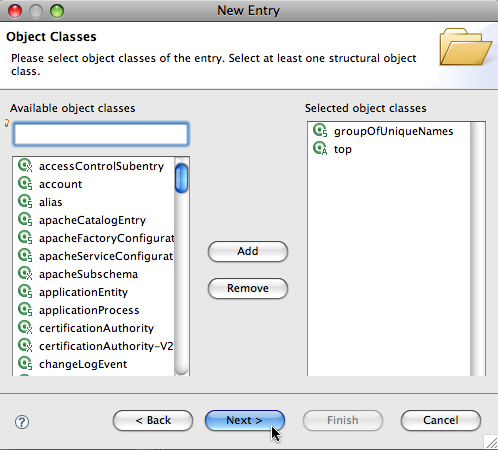 New Entry
Object Classes
Please select object classes of the entry. Select at least one structural object
class.
Available object classes
Selected object classes
accessControlSubentry
account
alias
apacheCatalogEntry
apacheFactoryConfigurat
apacheServiceConfigurat
apacheSubschema
applicationEntity
applicationProcess
certificationAuthority
certificationAuthority-V2
changeLogEvent
groupOfUniqueNames
top
Add
Remove
?
< Back
Next >
Finish
Cancel